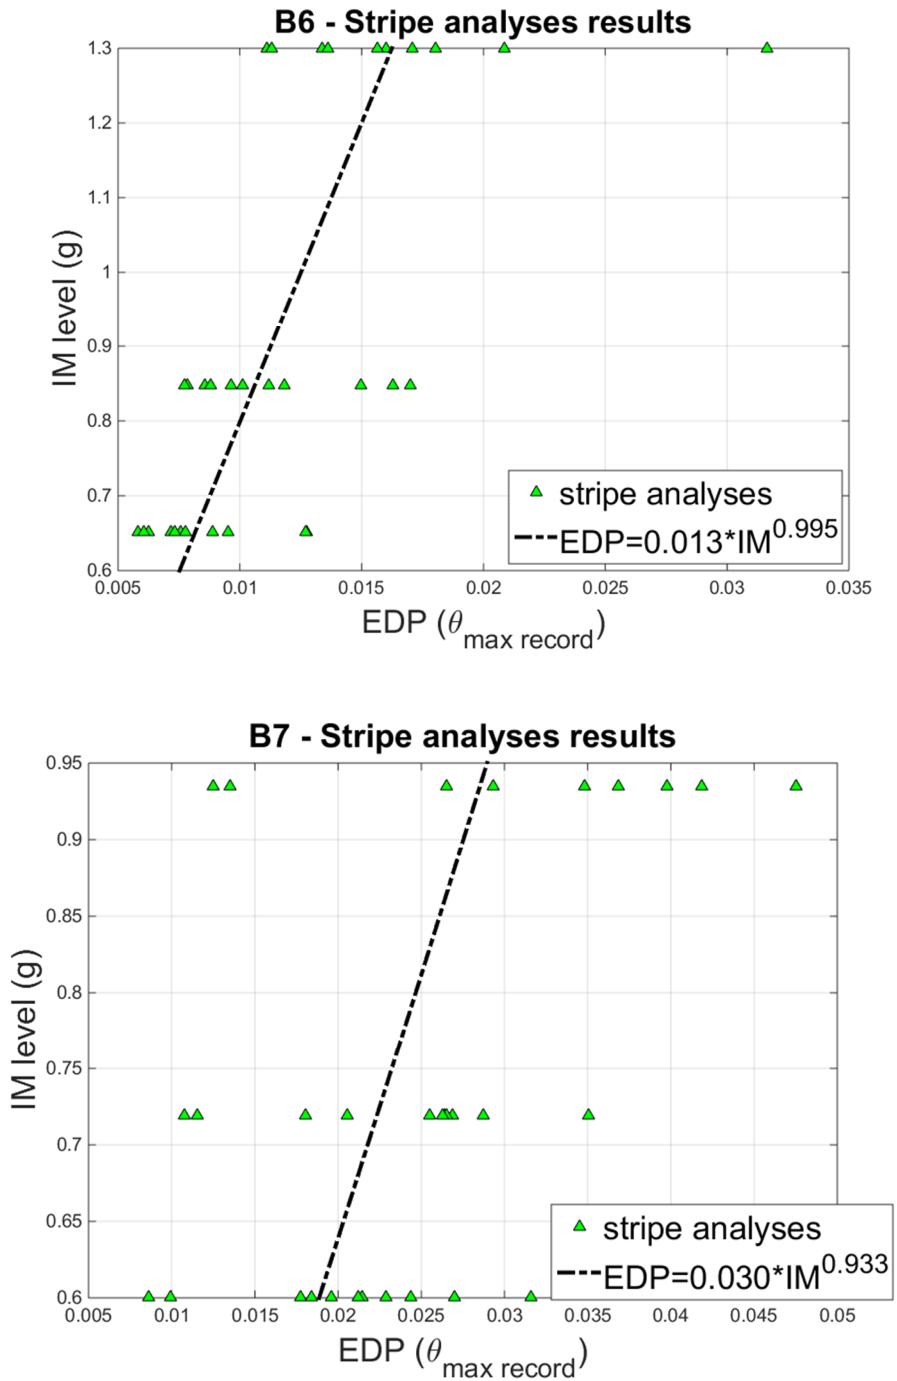 B6 - Stripe analyses results
1.3
1.2
1.1
1
0.9
0.8
0.7
0.6
IM level (g)
stripe analyses
EDP=0.013*IM^0.995
0.005 0.01 0.015 0.02 0.025 0.03 0.035
EDP (θmax record)
B7 - Stripe analyses results
0.95
0.9
0.85
0.8
0.75
0.7
0.65
0.6
IM level (g)
stripe analyses
EDP=0.030*IM^0.933
0.005 0.01 0.015 0.02 0.025 0.03 0.035 0.04 0.045 0.05
EDP (θmax record)